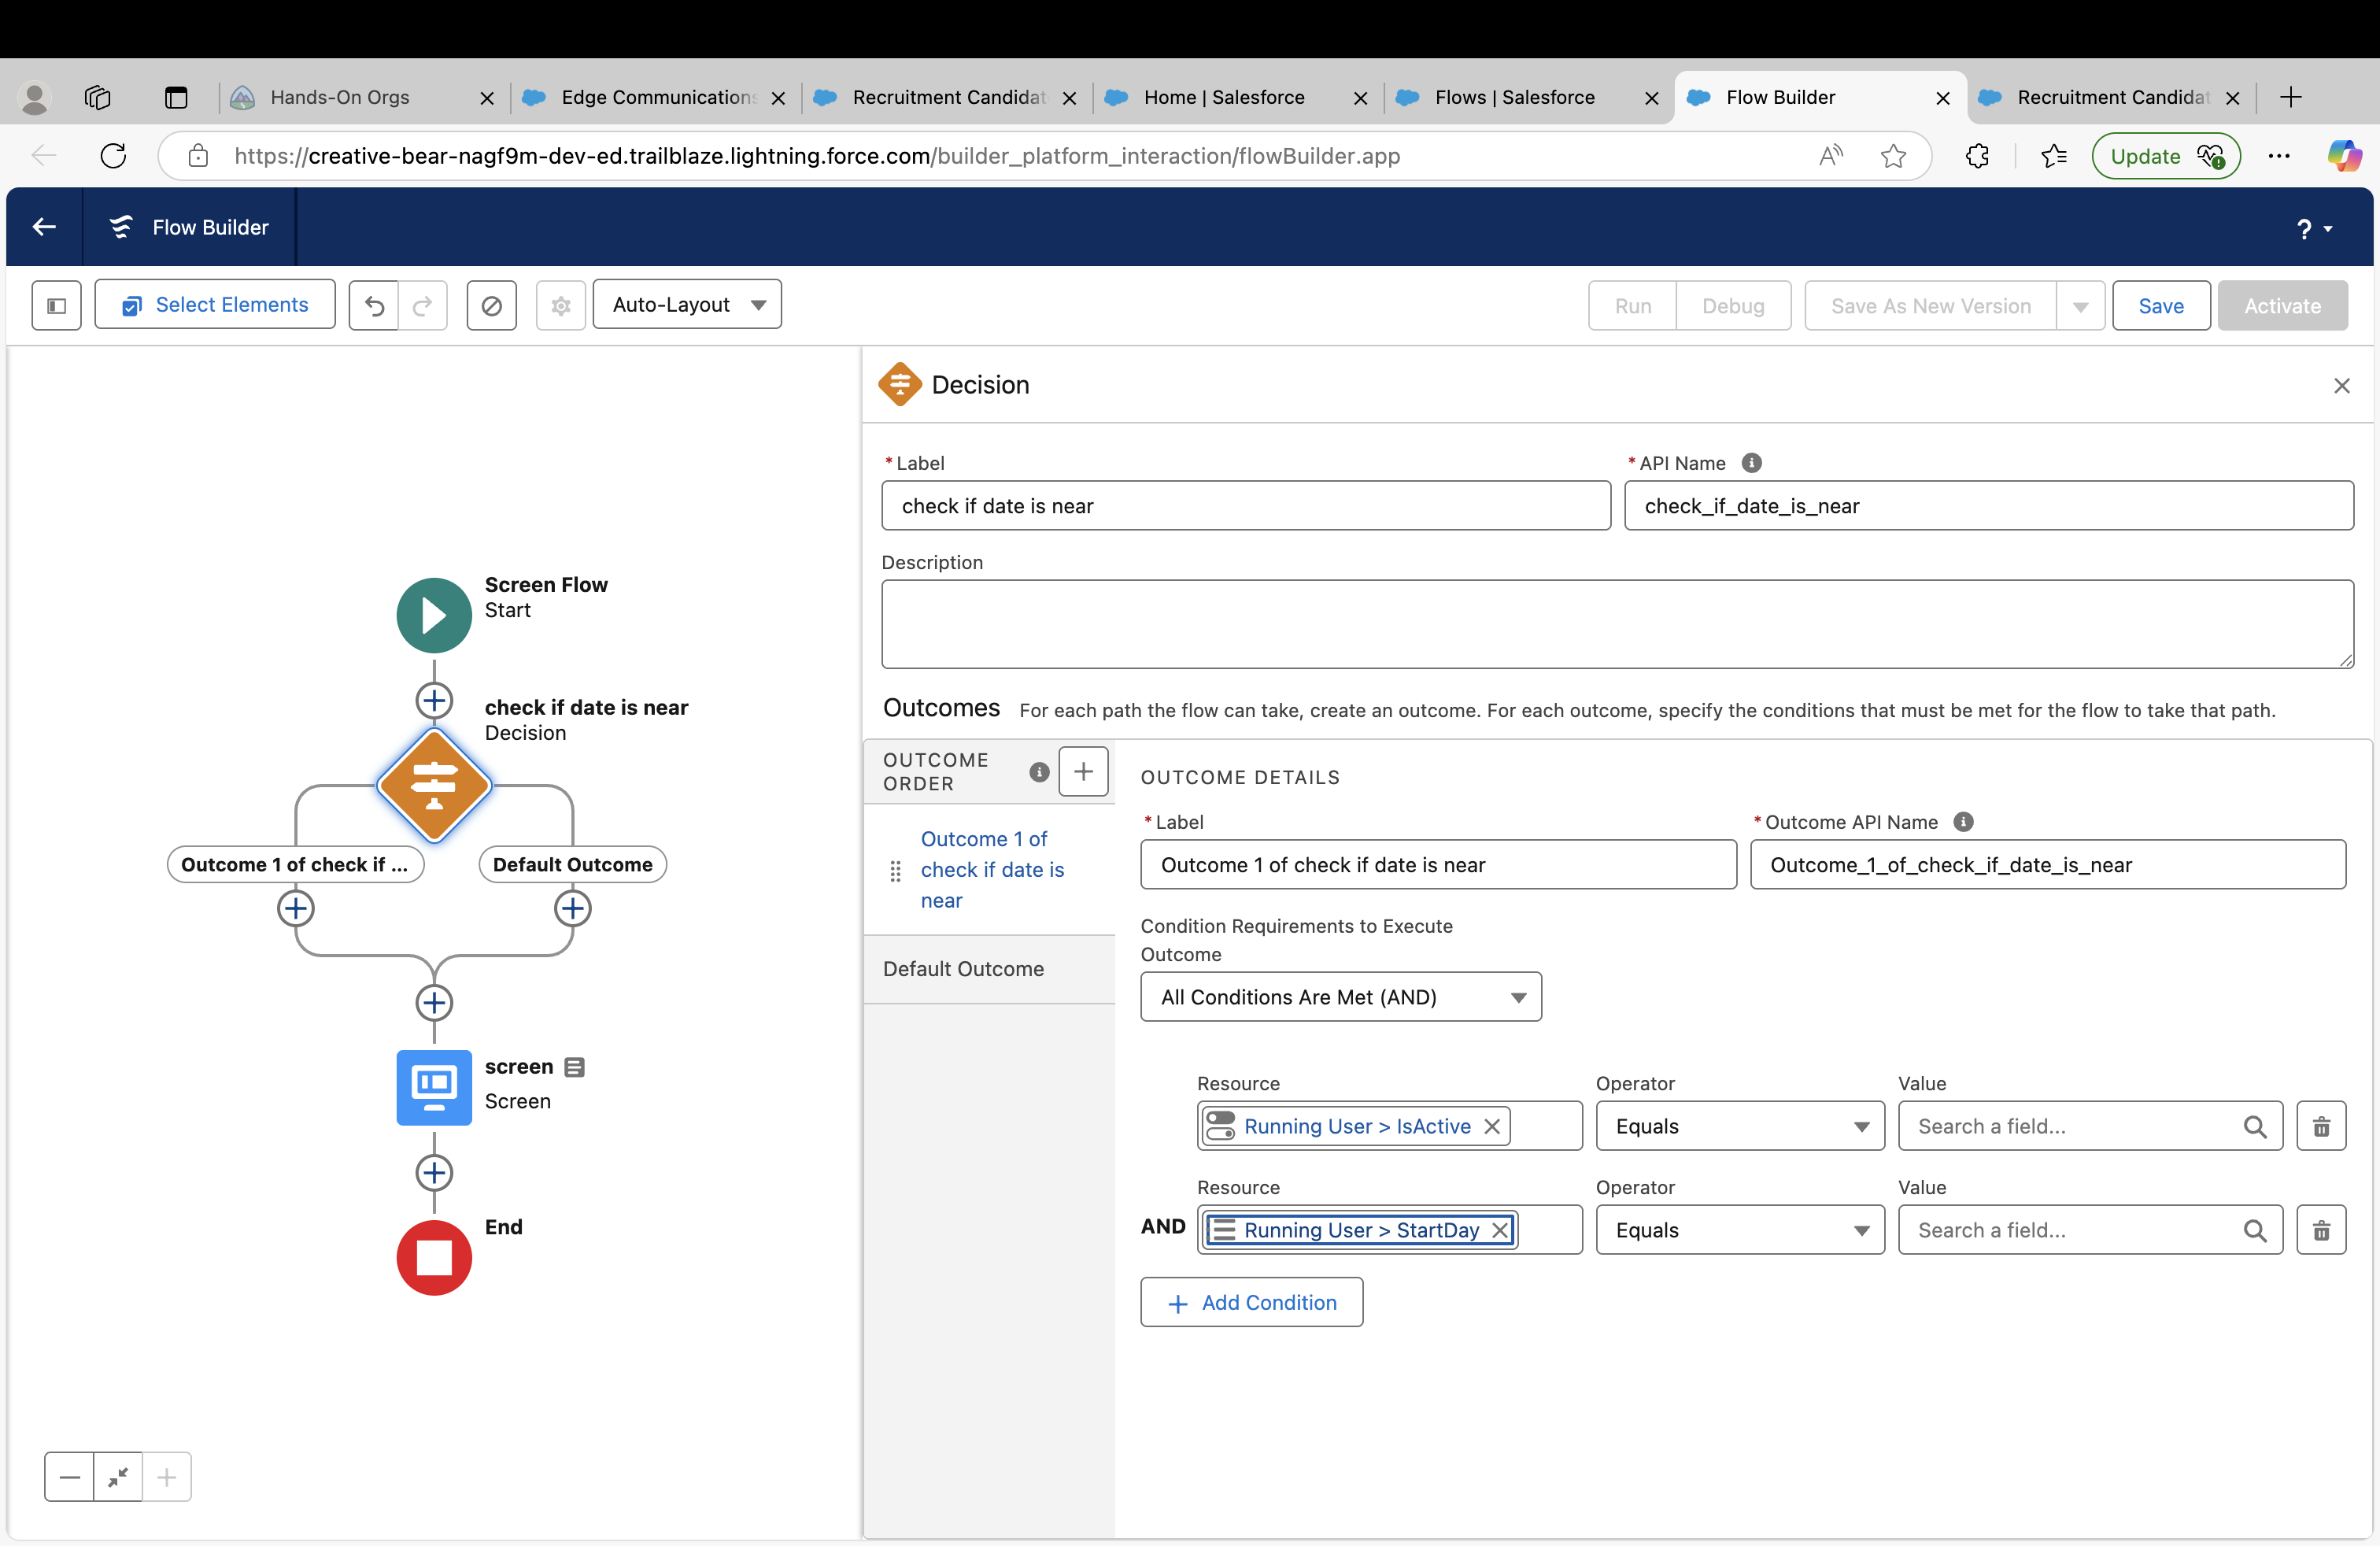 Hands-On Orgs
Edge Communications
Recruitment Candidat
Home | Salesforce
Flows | Salesforce
Flow Builder
Recruitment Candidat
https://creative-bear-nagf9m-dev-ed.trailblaze.lightning.force.com/builder_platform_interaction/flowBuilder.app
Update
Flow Builder
?
Select Elements
Auto-Layout
Run
Debug
Save As New Version
Save
Activate
Screen Flow
Start
check if date is near
Decision
Outcome 1 of check if ...
Default Outcome
screen
Screen
End
Decision
* Label
* API Name
check if date is near
check_if_date_is_near
Description
Outcomes For each path the flow can take, create an outcome. For each outcome, specify the conditions that must be met for the flow to take that path.
OUTCOME
ORDER
Outcome 1 of
check if date is
near
Default Outcome
OUTCOME DETAILS
* Label
* Outcome API Name
Outcome 1 of check if date is near
Outcome_1_of_check_if_date_is_near
Condition Requirements to Execute
Outcome
All Conditions Are Met (AND)
Resource
Operator
Value
Running User > IsActive
Equals
Search a field...
Resource
Operator
Value
AND
Running User > StartDay
Equals
Search a field...
Add Condition